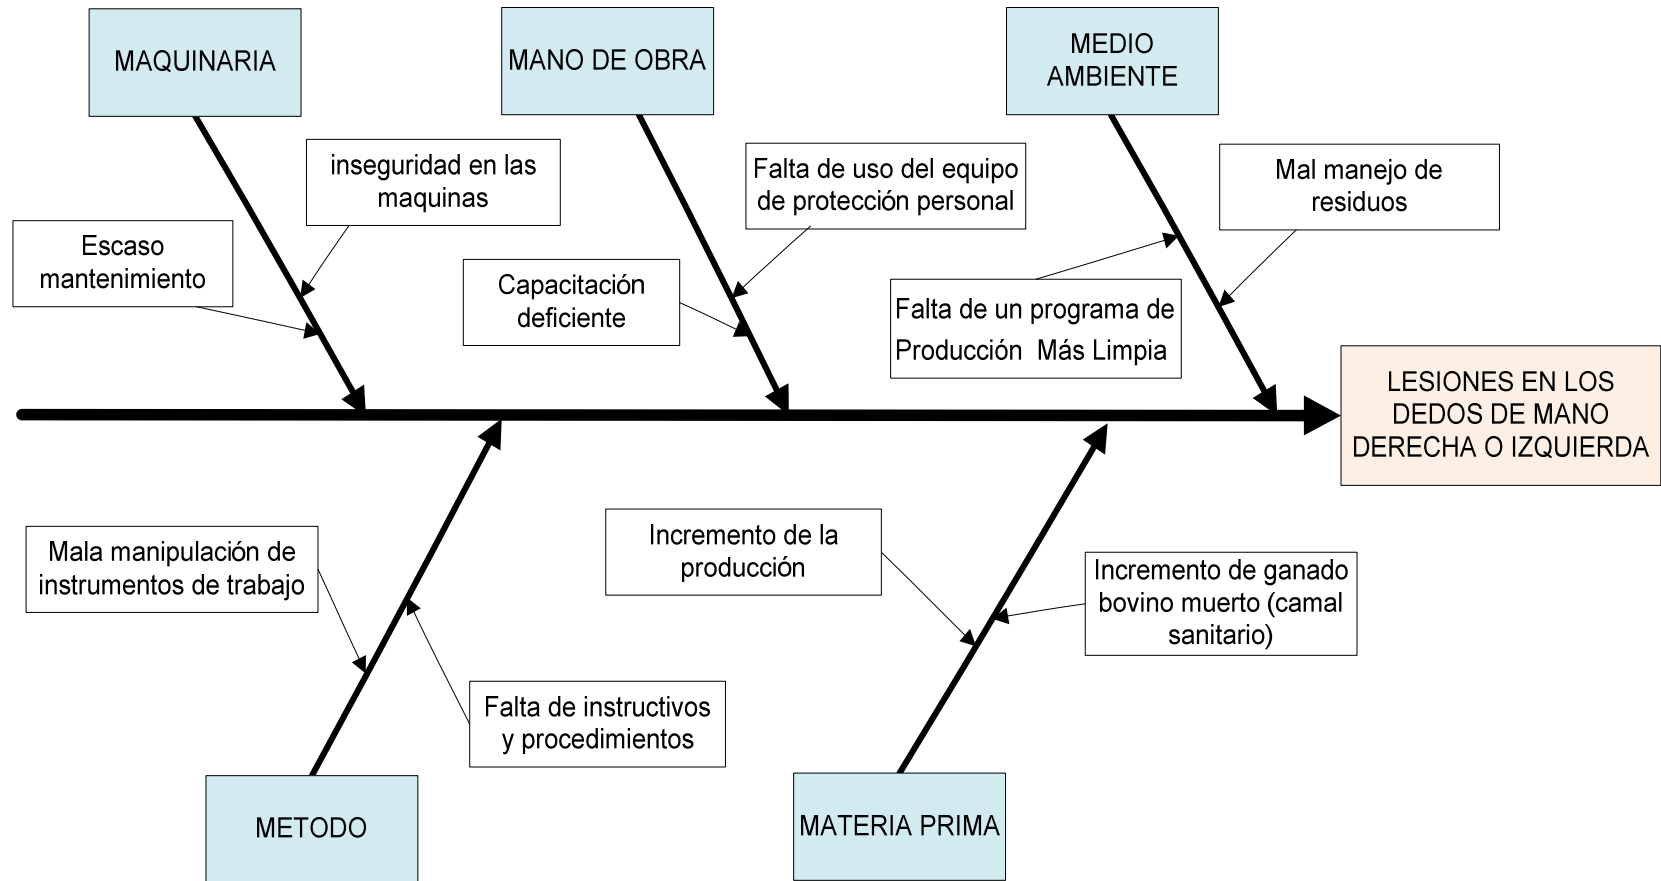 MAQUINARIA
MANO DE OBRA
MEDIO
AMBIENTE
inseguridad en las
maquinas
Escaso
mantenimiento
Falta de uso del equipo
de protección personal
Capacitación
deficiente
Mal manejo de
residuos
Falta de un programa de
Producción Más Limpia
LESIONES EN LOS
DEDOS DE MANO
DERECHA O IZQUIERDA
Mala manipulación de
instrumentos de trabajo
Falta de instructivos
y procedimientos
Incremento de la
producción
Incremento de ganado
bovino muerto (camal
sanitario)
METODO
MATERIA PRIMA